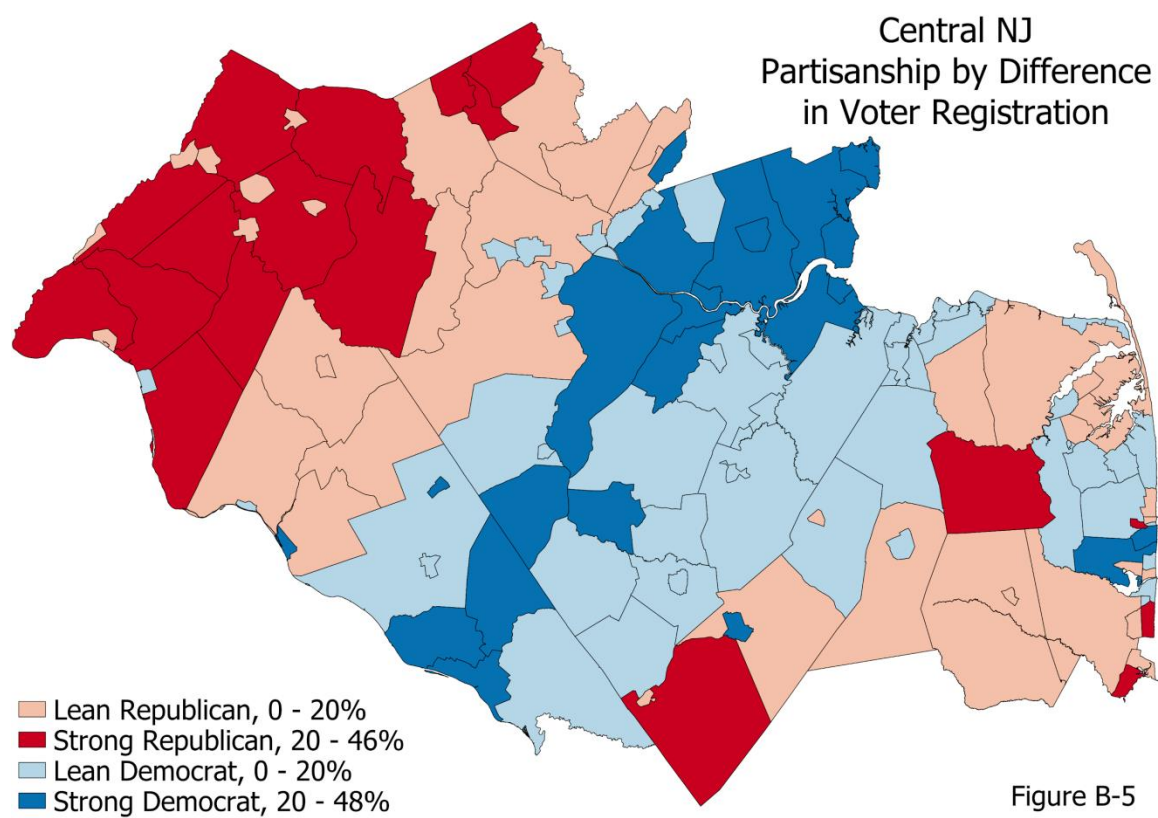 Central NJ
Partisanship by Difference
in Voter Registration
Lean Republican, 0 - 20%
Strong Republican, 20 - 46%
Lean Democrat, 0 - 20%
Strong Democrat, 20 - 48%
Figure B-5